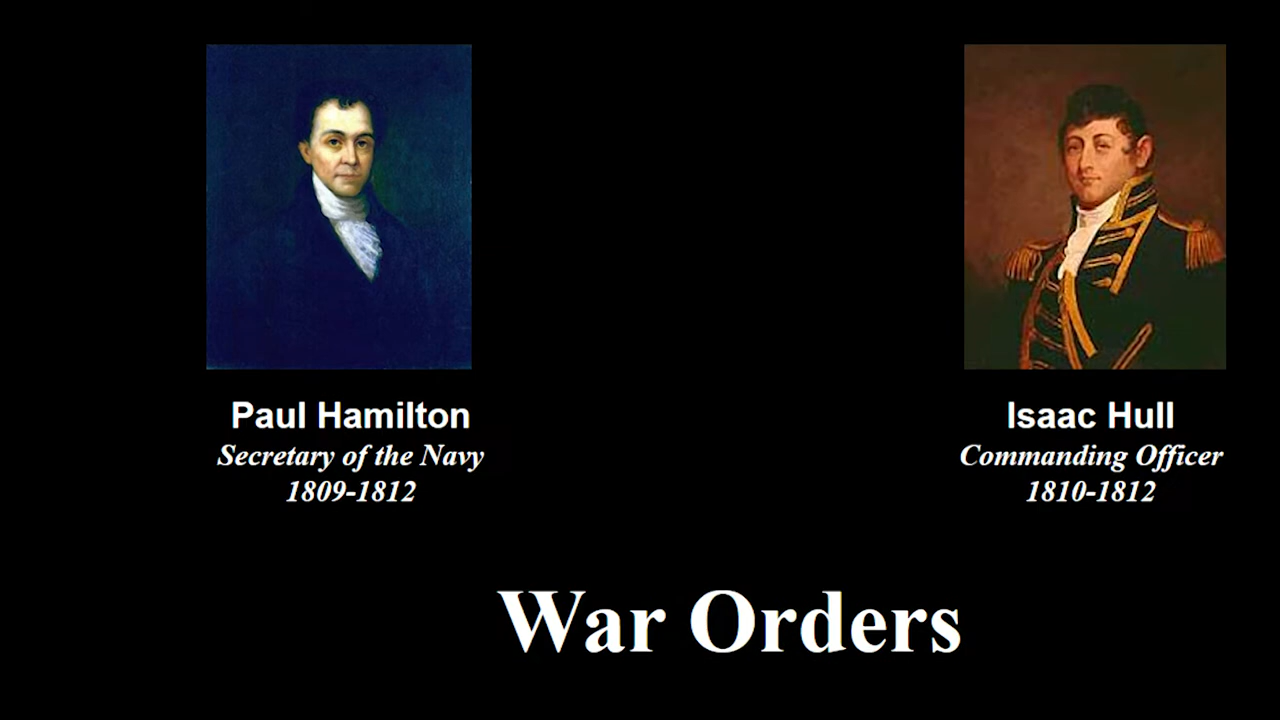 Paul Hamilton
Secretary of the Navy
1809-1812
Isaac Hull
Commanding Officer
1810-1812
War Orders